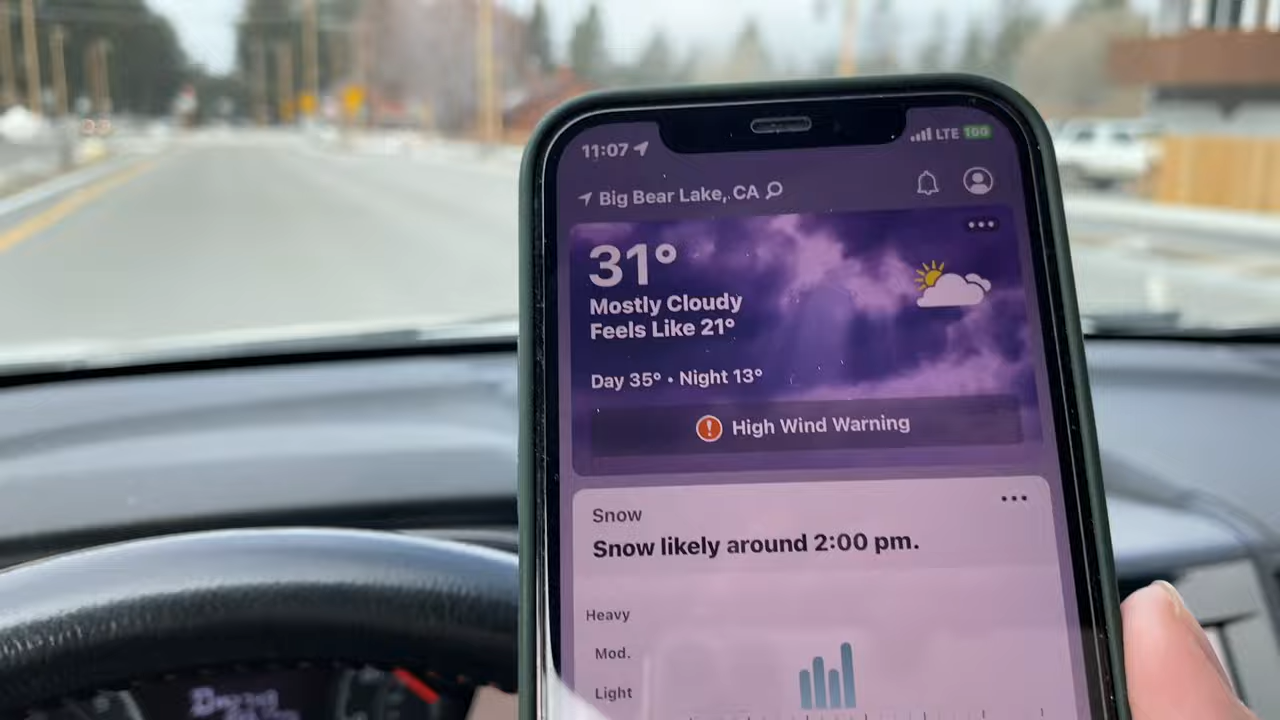 11:07 LTE 100
Big Bear Lake, CA
31°
Mostly Cloudy
Feels Like 21°
Day 35° • Night 13°
High Wind Warning
Snow
Snow likely around 2:00 pm.
Heavy
Mod.
Light